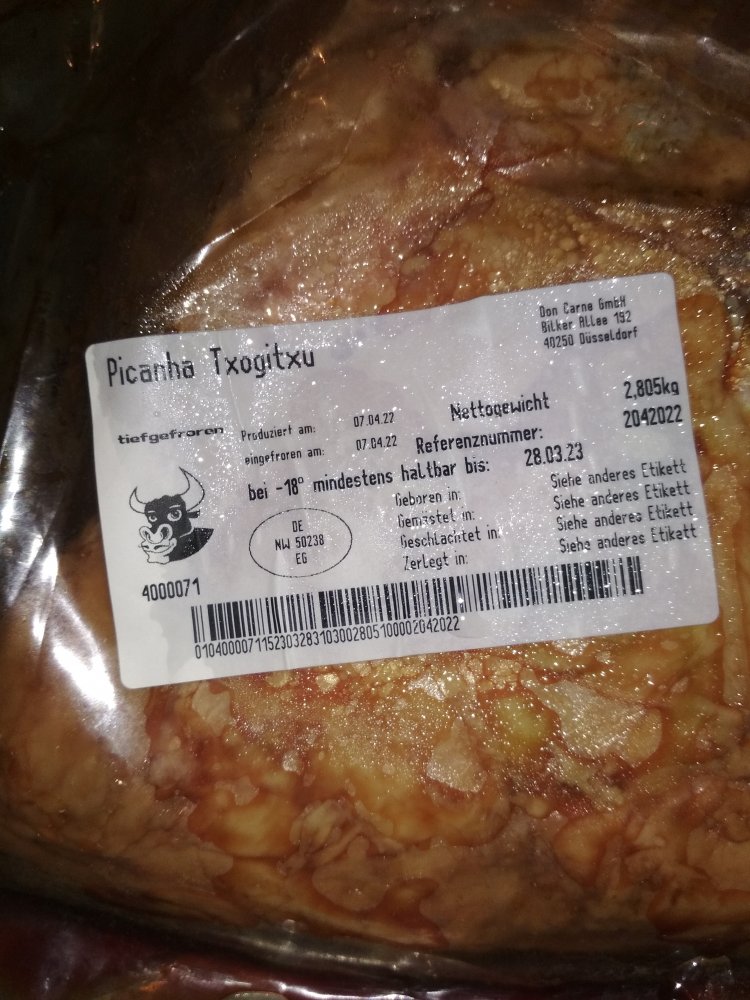 Don Carne GmbH
Bilker Allee 192
40250 Düsseldorf
Picanha Txogitxu
tiefgefroren
Produziert am: 07.04.22
eingefroren am: 07.04.22
Nettogewicht 2,805kg
Referenznummer: 2042022
bei -18° mindestens haltbar bis: 28.03.23
Geboren in: Siehe anderes Etikett
Gemästet in: Siehe anderes Etikett
Geschlachtet in: Siehe anderes Etikett
Zerlegt in: Siehe anderes Etikett
DE
NW 50238
EG
4000071
0104000071152303283103002805100002042022